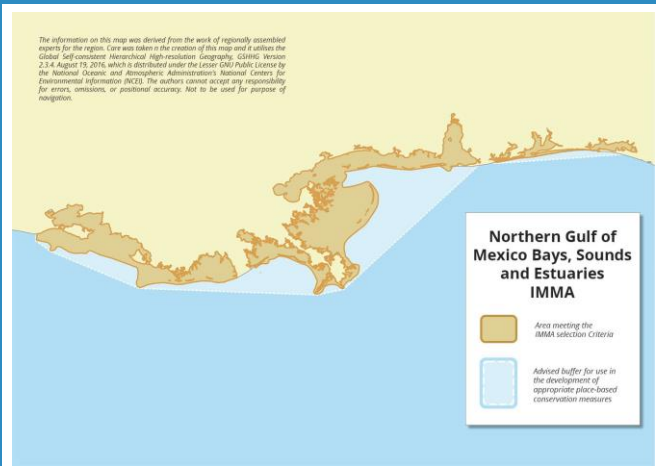 The information on this map was derived from the work of regionally assembled
experts for the region. Care was taken in the creation of this map and it utilises the
Global Self-consistent Hierarchical High-resolution Geography, GSHHG Version
2.3.4. August 19, 2016, which is distributed under the Lesser GNU Public License by
the National Oceanic and Atmospheric Administration's National Centers for
Environmental Information (NCEI). The authors cannot accept any responsibility
for errors, omissions, or positional accuracy. Not to be used for purpose of
navigation.
Northern Gulf of
Mexico Bays, Sounds
and Estuaries
IMMA
Area meeting the
IMMA selection Criteria
Advised buffer for use in
the development of
appropriate place-based
conservation measures